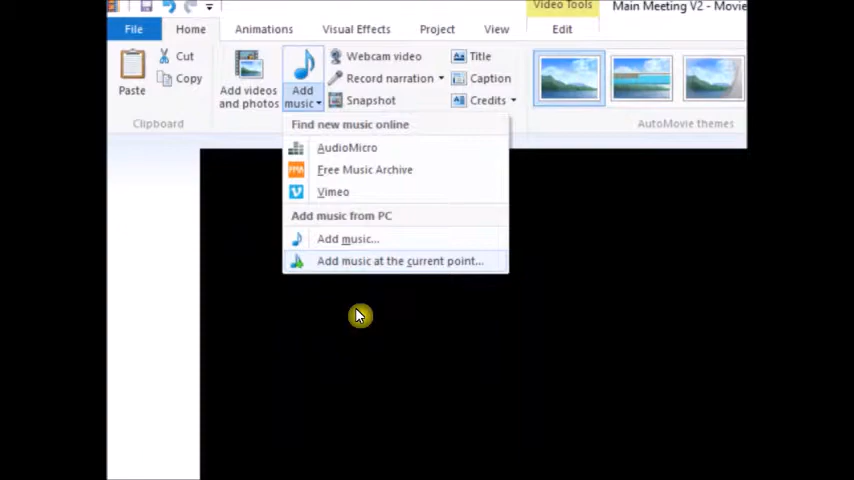 Video Tools
Main Meeting V2 - Movie
File
Home
Animations
Visual Effects
Project
View
Edit
Paste
Cut
Copy
Clipboard
Add videos
and photos
Add
music
Webcam video
Record narration
Snapshot
Title
Caption
Credits
AutoMovie themes
Find new music online
AudioMicro
FMA
Free Music Archive
Vimeo
Add music from PC
Add music...
Add music at the current point...